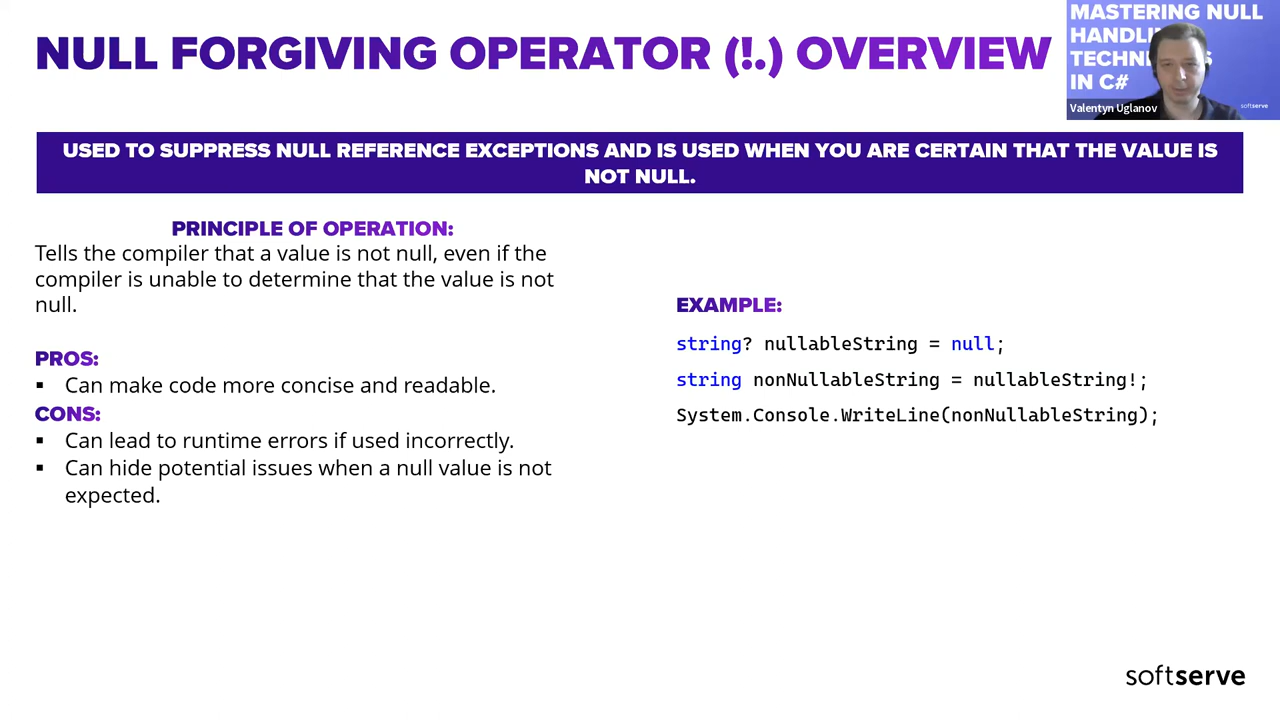 NULL FORGIVING OPERATOR (!.) OVERVIEW
MASTERING NULL
IN C#
Valentyn Uglanov
softserve
USED TO SUPPRESS NULL REFERENCE EXCEPTIONS AND IS USED WHEN YOU ARE CERTAIN THAT THE VALUE IS
NOT NULL.
PRINCIPLE OF OPERATION:
Tells the compiler that a value is not null, even if the
compiler is unable to determine that the value is not
null.
PROS:
▪ Can make code more concise and readable.
CONS:
▪ Can lead to runtime errors if used incorrectly.
▪ Can hide potential issues when a null value is not
expected.
EXAMPLE:
string? nullableString = null;
string nonNullableString = nullableString!;
System.Console.WriteLine(nonNullableString);
softserve